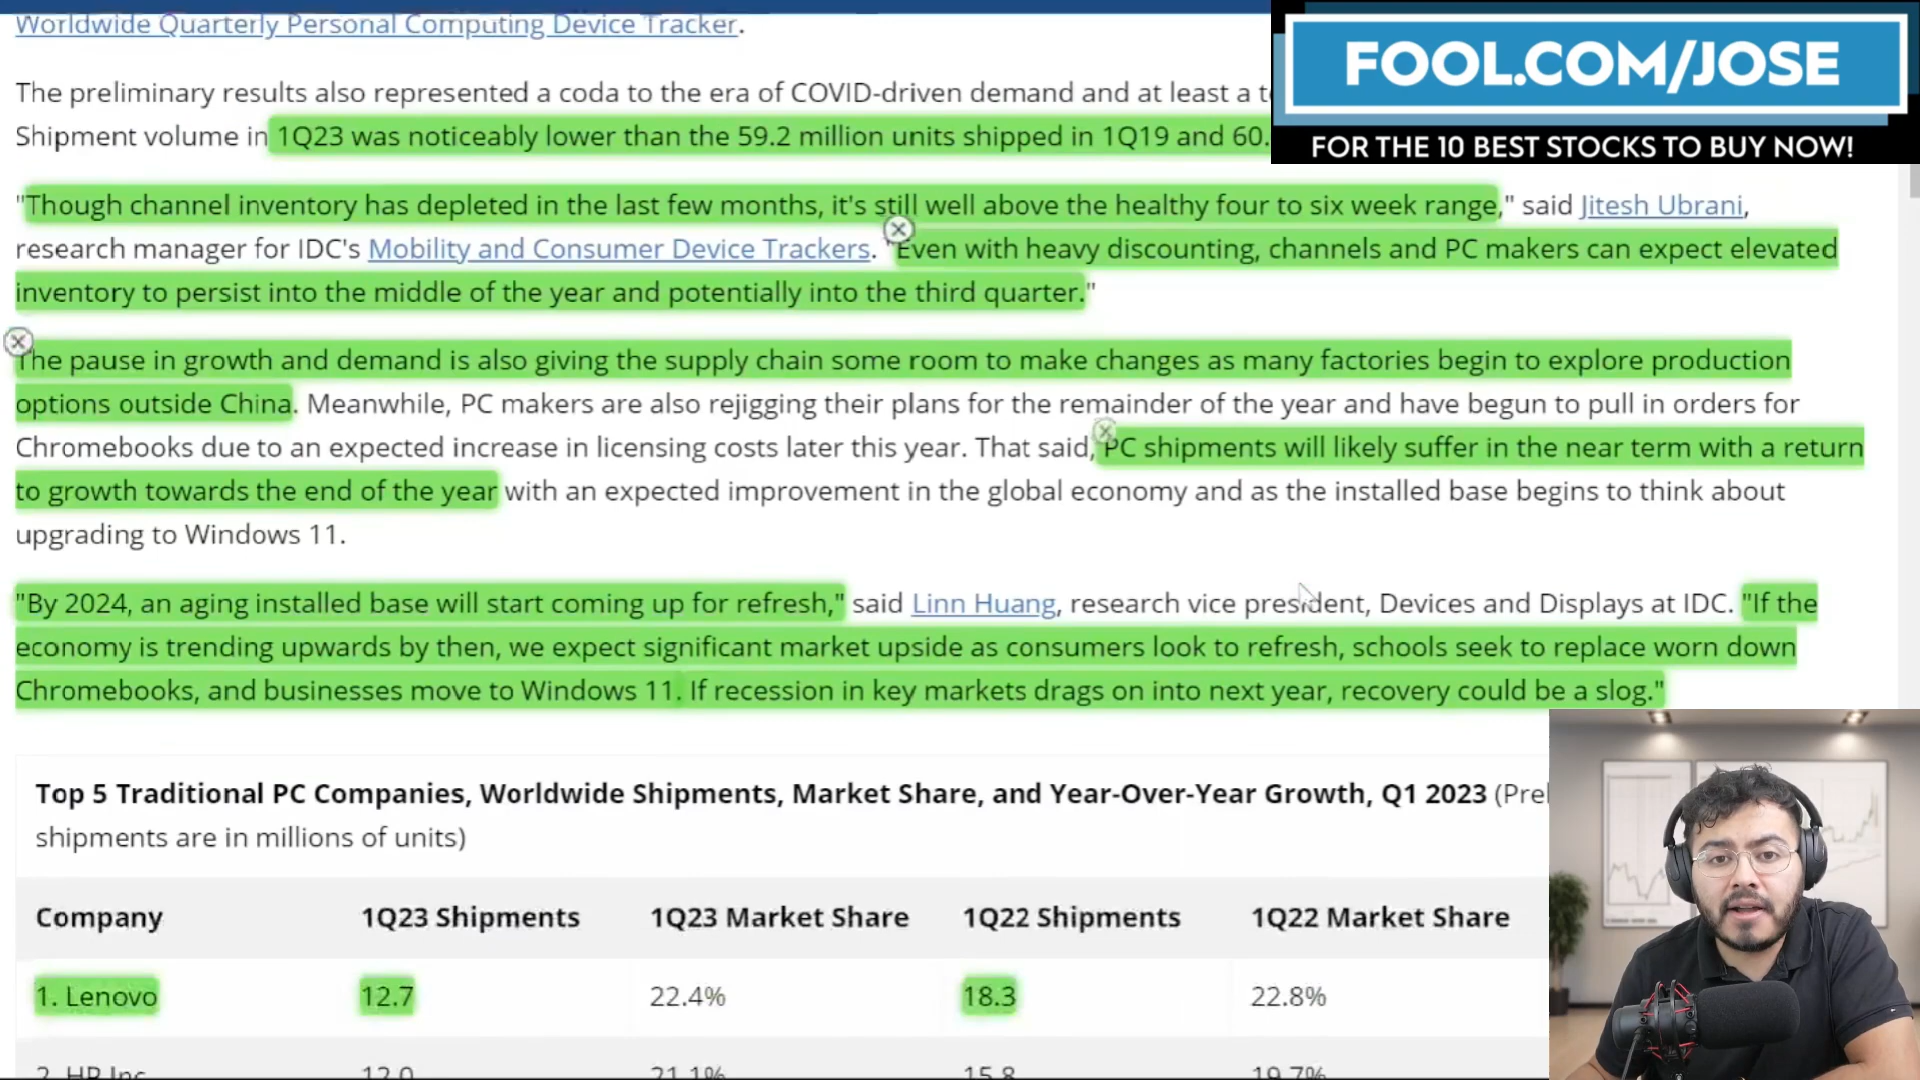 Worldwide Quarterly Personal Computing Device Tracker.
FOOL.COM/JOSE
FOR THE 10 BEST STOCKS TO BUY NOW!
The preliminary results also represented a coda to the era of COVID-driven demand and at least a
Shipment volume in 1Q23 was noticeably lower than the 59.2 million units shipped in 1Q19 and 60.
"Though channel inventory has depleted in the last few months, it's still well above the healthy four to six week range," said Jitesh Ubrani,
research manager for IDC's Mobility and Consumer Device Trackers. "Even with heavy discounting, channels and PC makers can expect elevated
inventory to persist into the middle of the year and potentially into the third quarter."
The pause in growth and demand is also giving the supply chain some room to make changes as many factories begin to explore production
options outside China. Meanwhile, PC makers are also rejigging their plans for the remainder of the year and have begun to pull in orders for
Chromebooks due to an expected increase in licensing costs later this year. That said, PC shipments will likely suffer in the near term with a return
to growth towards the end of the year with an expected improvement in the global economy and as the installed base begins to think about
upgrading to Windows 11.
"By 2024, an aging installed base will start coming up for refresh," said Linn Huang, research vice president, Devices and Displays at IDC. "If the
economy is trending upwards by then, we expect significant market upside as consumers look to refresh, schools seek to replace worn down
Chromebooks, and businesses move to Windows 11. If recession in key markets drags on into next year, recovery could be a slog."
Top 5 Traditional PC Companies, Worldwide Shipments, Market Share, and Year-Over-Year Growth, Q1 2023
shipments are in millions of units)
Company 1Q23 Shipments 1Q23 Market Share 1Q22 Shipments 1Q22 Market Share
1. Lenovo 12.7 22.4% 18.3 22.8%
2. HP Inc. 12.0 21.1% 15.8 19.7%